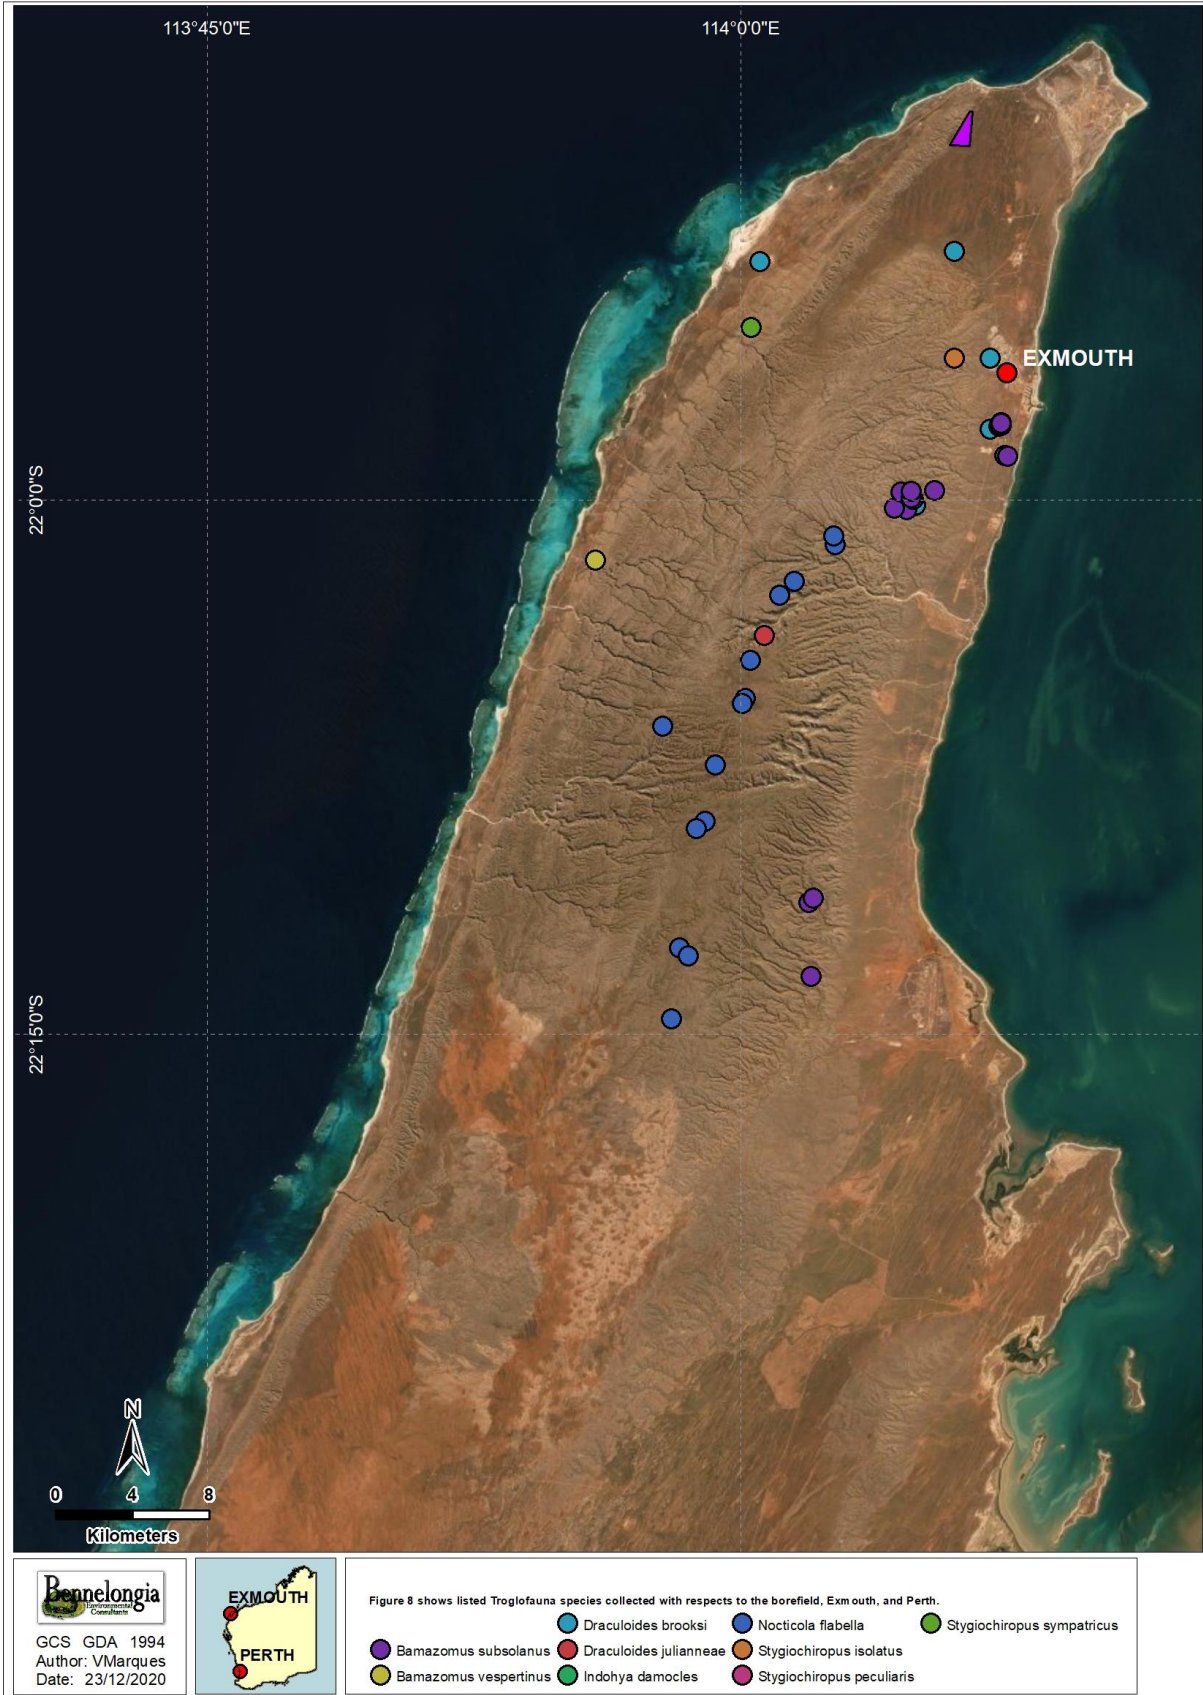 113°45'0"E
114°0'0"E
EXMOUTH
22°0'0"S
22°15'0"S
N
0 4 8
Kilometers
Bennelongia
Environmental
Consultants
GCS GDA 1994
Author: VMarques
Date: 23/12/2020
EXMOUTH
PERTH
Figure 8 shows listed Troglofauna species collected with respects to the borefield, Exmouth, and Perth.
Draculoides brooksi
Nocticola flabella
Stygiochiropus sympatricus
Bamazomus subsolanus
Draculoides julianneae
Stygiochiropus isolatus
Bamazomus vespertinus
Indohya damocles
Stygiochiropus peculiaris